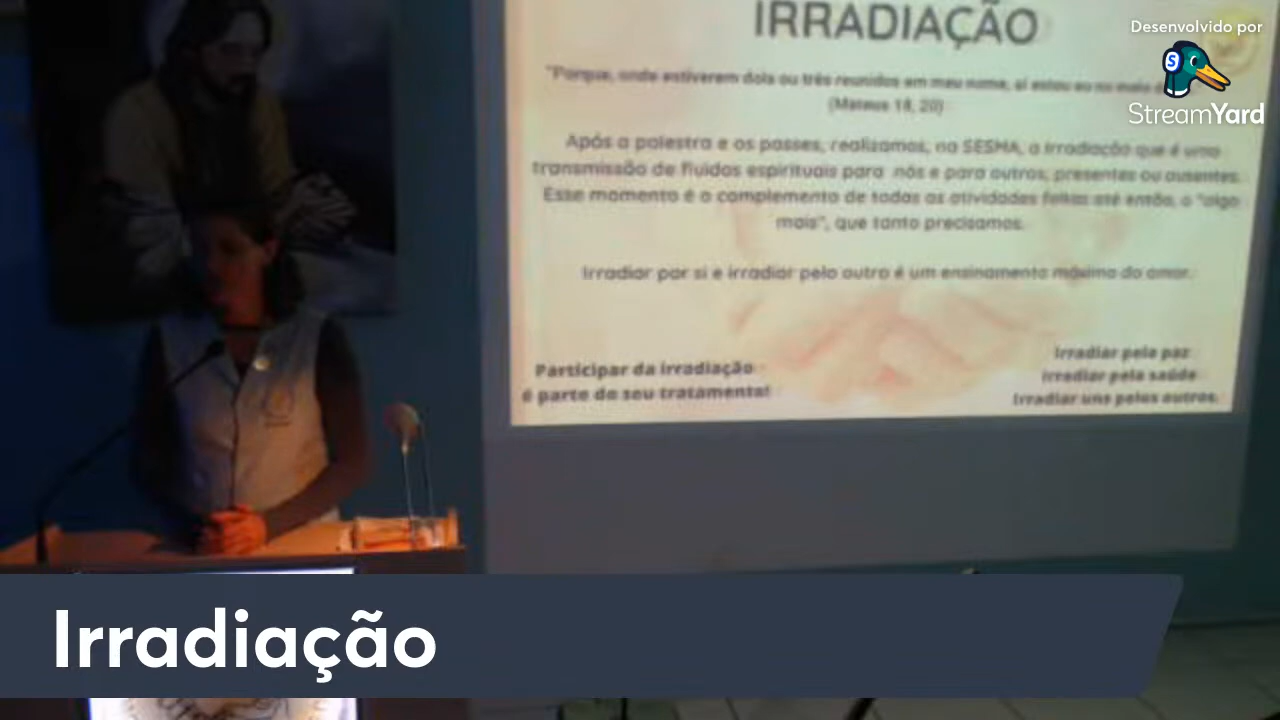 IRRADIAÇÃO
"Porque, onde estiverem dois ou três reunidos em meu nome, aí estou eu no meio
(Mateus 18, 20)
Após a palestra e os passes, realizamos, na SESMA, a irradiação que é uma
transmissão de fluidos espirituais para nós e para outros, presentes ou ausentes.
Esse momento é o complemento de todas as atividades feitas até então, o "algo
mais", que tanto precisamos.
Irradiar por si e irradiar pelo outro é um ensinamento máximo do amor.
Participar da irradiação
é parte do seu tratamento!
Irradiar pela paz
Irradiar pela saúde
Irradiar uns pelos outros.
Desenvolvido por
StreamYard
Irradiação